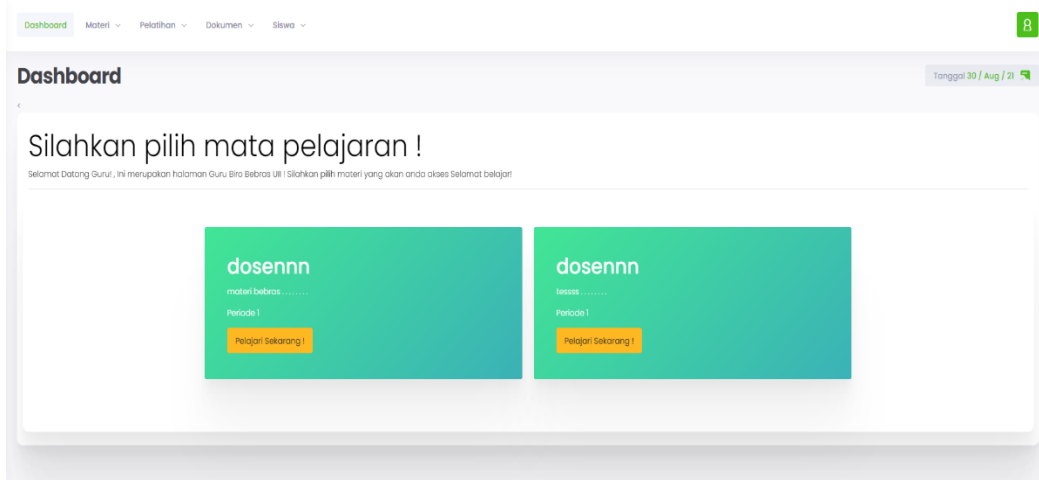 Dashboard Materi Pelatihan Dokumen Siswa
8
Dashboard
Tanggal 30 / Aug / 21
Silahkan pilih mata pelajaran !
Selamat Datang Guru! , Ini merupakan halaman Guru Biro Bebras UII ! Silahkan pilih materi yang akan anda akses Selamat belajar!
dosennn
materi bebras . . . . . . . .
Periode 1
Pelajari Sekarang !
dosennn
tessss . . . . . . . .
Periode 1
Pelajari Sekarang !